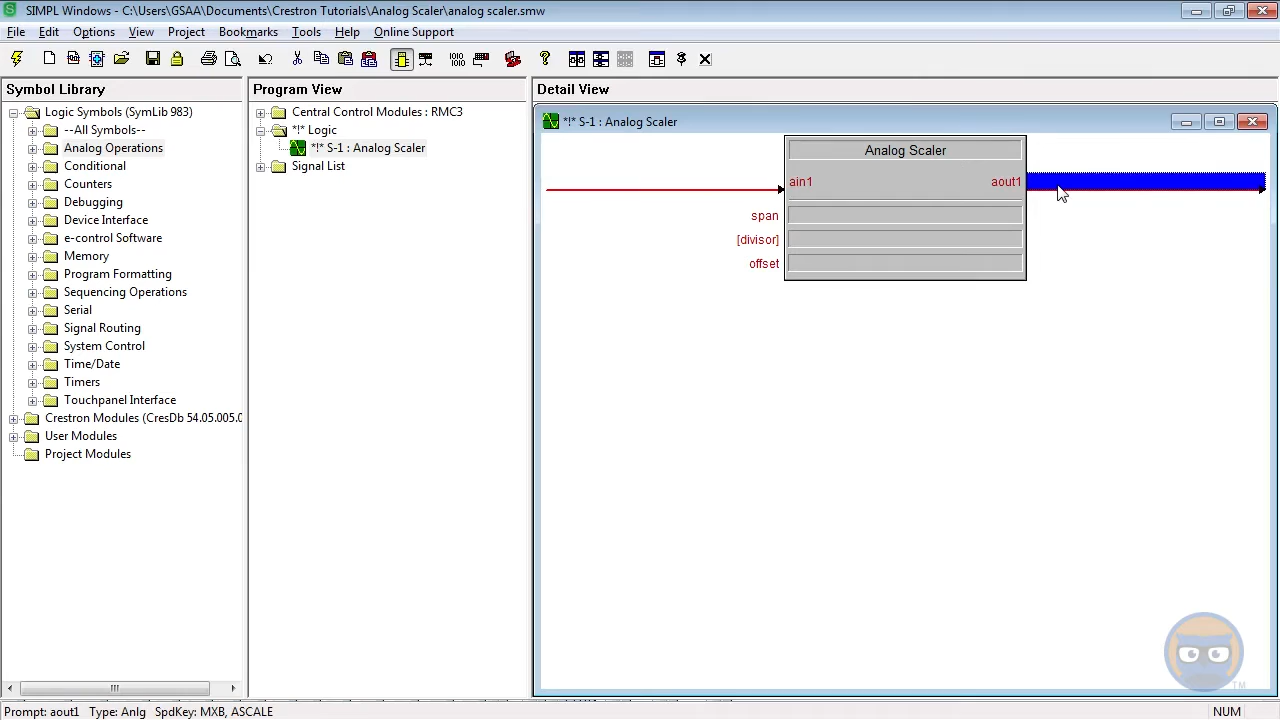 SIMPL Windows - C:\Users\GSAA\Documents\Crestron Tutorials\Analog Scaler\analog scaler.smw
File Edit Options View Project Bookmarks Tools Help Online Support
Symbol Library
Logic Symbols (SymLib 983)
--All Symbols--
Analog Operations
Conditional
Counters
Debugging
Device Interface
e-control Software
Memory
Program Formatting
Sequencing Operations
Serial
Signal Routing
System Control
Time/Date
Timers
Touchpanel Interface
Crestron Modules (CresDb 54.05.005.0
User Modules
Project Modules
Program View
Central Control Modules : RMC3
*!* Logic
*!* S-1 : Analog Scaler
Signal List
Detail View
*!* S-1 : Analog Scaler
Analog Scaler
ain1 aout1
span
[divisor]
offset
TM
Prompt: aout1 Type: Anlg SpdKey: MXB, ASCALE
NUM